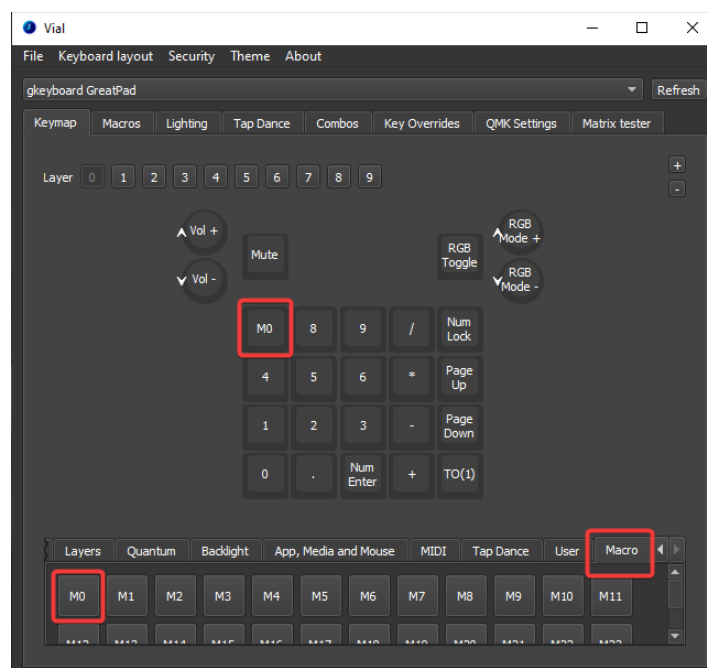 Vial
File Keyboard layout Security Theme About
gkeyboard GreatPad Refresh
Keymap Macros Lighting Tap Dance Combos Key Overrides QMK Settings Matrix tester
Layer 0 1 2 3 4 5 6 7 8 9 +
-
Vol + Mute RGB Toggle RGB Mode +
Vol - RGB Mode -
M0 8 9 / Num Lock
4 5 6 * Page Up
1 2 3 - Page Down
0 . Num Enter + TO(1)
Layers Quantum Backlight App, Media and Mouse MIDI Tap Dance User Macro
M0 M1 M2 M3 M4 M5 M6 M7 M8 M9 M10 M11